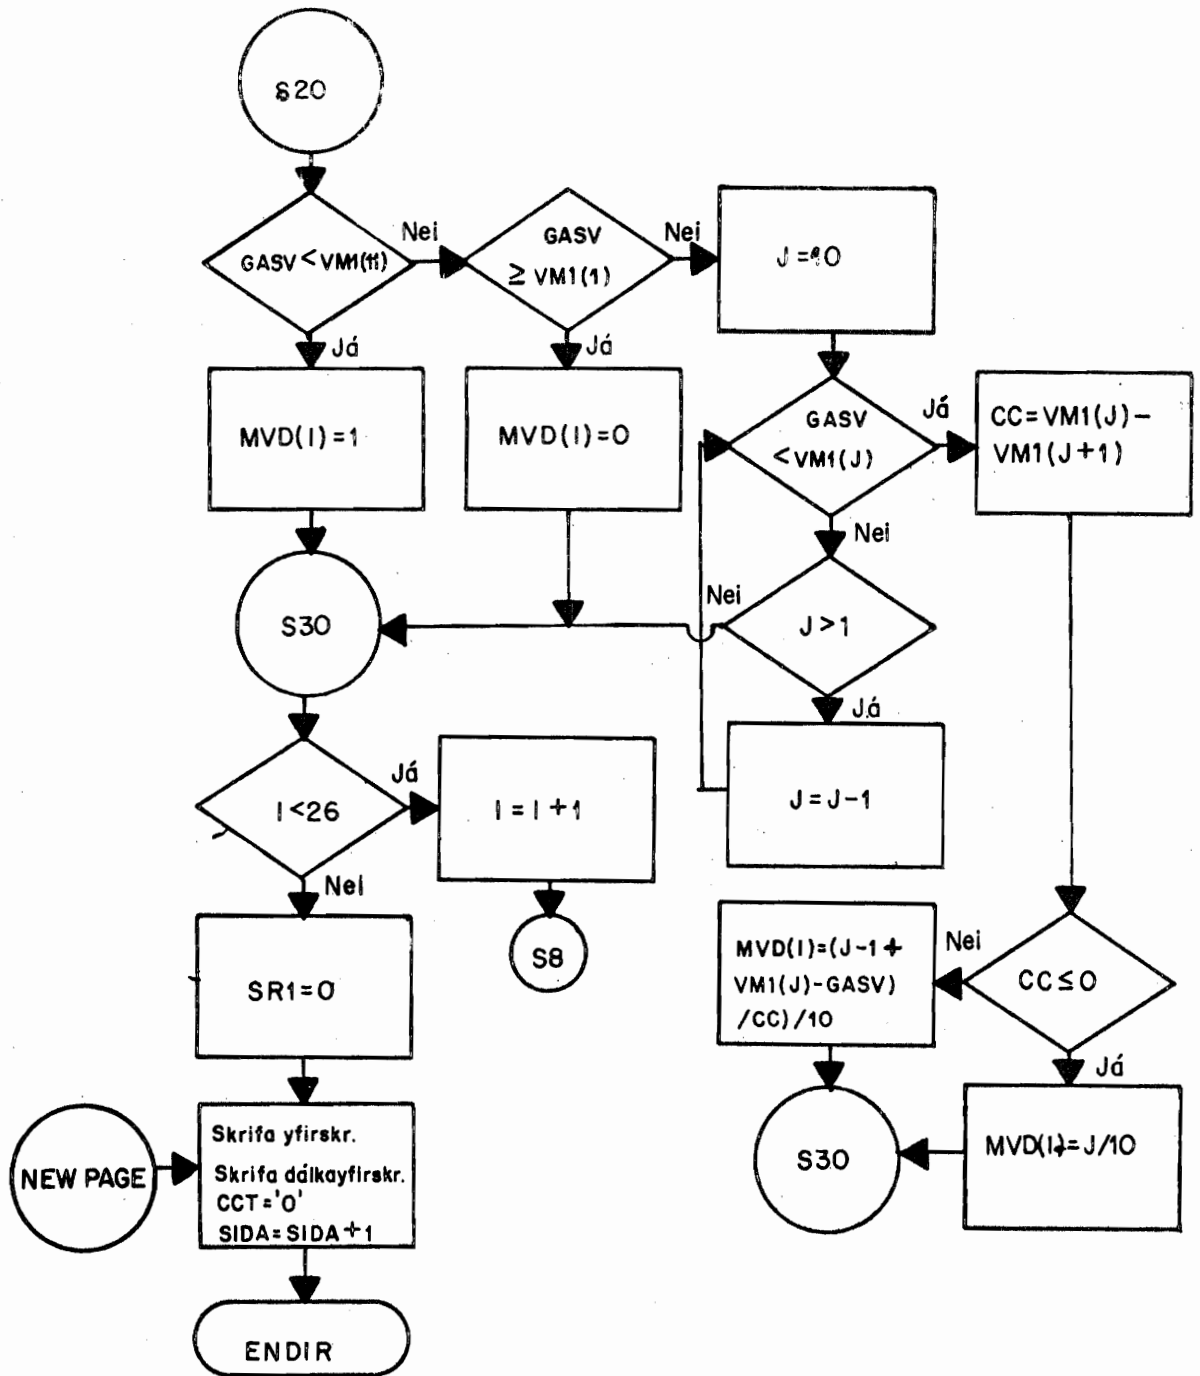 S20
GASV < VM1(11)
Nei
Já
GASV
≥ VM1(1)
Nei
Já
J = 10
MVD(I) = 1
MVD(I) = 0
GASV
< VM1(J)
Já
Nei
CC = VM1(J) –
VM1(J+1)
S30
Nei
J > 1
Já
I < 26
Já
Nei
I = I + 1
J = J-1
S8
SR1 = 0
MVD(I)=(J-1 +
VM1(J)-GASV)
/CC)/10
Nei
CC ≤ 0
Já
NEW PAGE
Skrifa yfirskr.
Skrifa dálkayfirskr.
CCT = '0'
SIDA = SIDA + 1
S30
MVD(I) = J/10
ENDIR